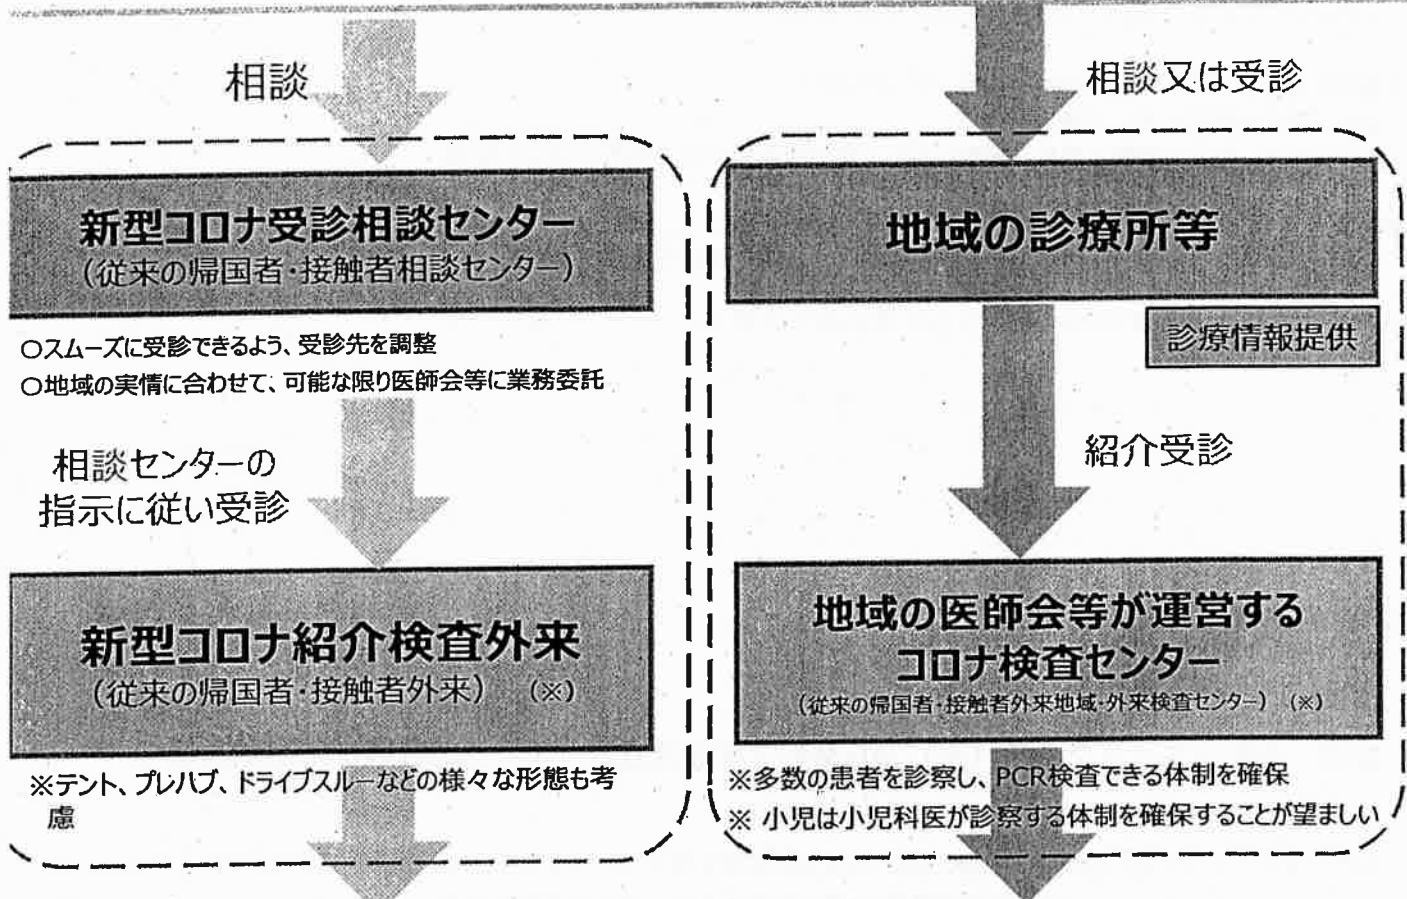 相談
新型コロナ受診相談センター
（従来の帰国者・接触者相談センター）
○スムーズに受診できるよう、受診先を調整
○地域の実情に合わせて、可能な限り医師会等に業務委託
相談センターの
指示に従い受診
新型コロナ紹介検査外来
（従来の帰国者・接触者外来）（※）
※テント、プレハブ、ドライブスルーなどの様々な形態も考
慮
相談又は受診
地域の診療所等
診療情報提供
紹介受診
地域の医師会等が運営する
コロナ検査センター
（従来の帰国者・接触者外来地域・外来検査センター）（※）
※多数の患者を診察し、PCR検査できる体制を確保
※ 小児は小児科医が診察する体制を確保することが望ましい